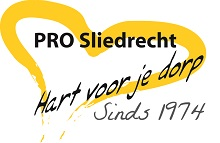 PRO Sliedrecht
Hart voor je dorp
Sinds 1974